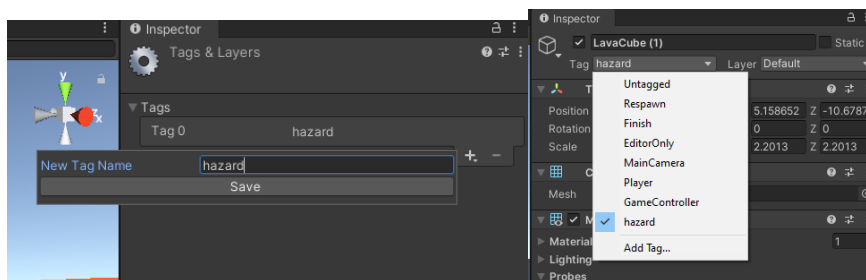 Inspector
Tags & Layers
Tags
Tag 0 hazard
New Tag Name hazard
Save
y
x
Inspector
LavaCube (1) Static
Tag hazard Layer Default
Untagged
Respawn
Finish
EditorOnly
MainCamera
Player
GameController
hazard
Add Tag...
T
Position 5.158652 Z -10.6787
Rotation 0 Z 0
Scale 2.2013 Z 2.2013
C
Mesh
M
Material 1
Lighting
Probes